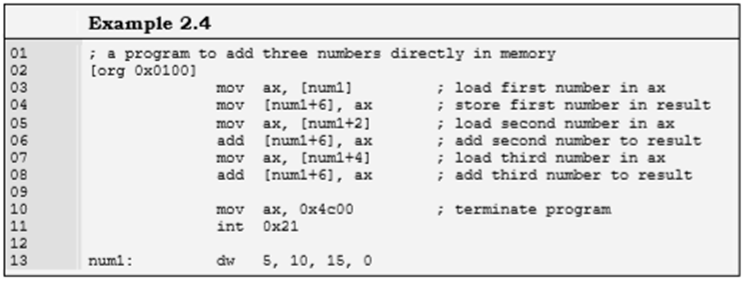 Example 2.4
01 ; a program to add three numbers directly in memory
02 [org 0x0100]
03 mov ax, [num1] ; load first number in ax
04 mov [num1+6], ax ; store first number in result
05 mov ax, [num1+2] ; load second number in ax
06 add [num1+6], ax ; add second number to result
07 mov ax, [num1+4] ; load third number in ax
08 add [num1+6], ax ; add third number to result
09
10 mov ax, 0x4c00 ; terminate program
11 int 0x21
12
13 num1: dw 5, 10, 15, 0